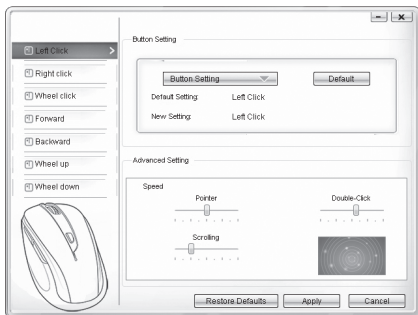 Left Click
Right click
Wheel click
Forward
Backward
Wheel up
Wheel down
Button Setting
Button Setting
Default
Default Setting: Left Click
New Setting: Left Click
Advanced Setting
Speed
Pointer
Double-Click
Scrolling
Restore Defaults
Apply
Cancel